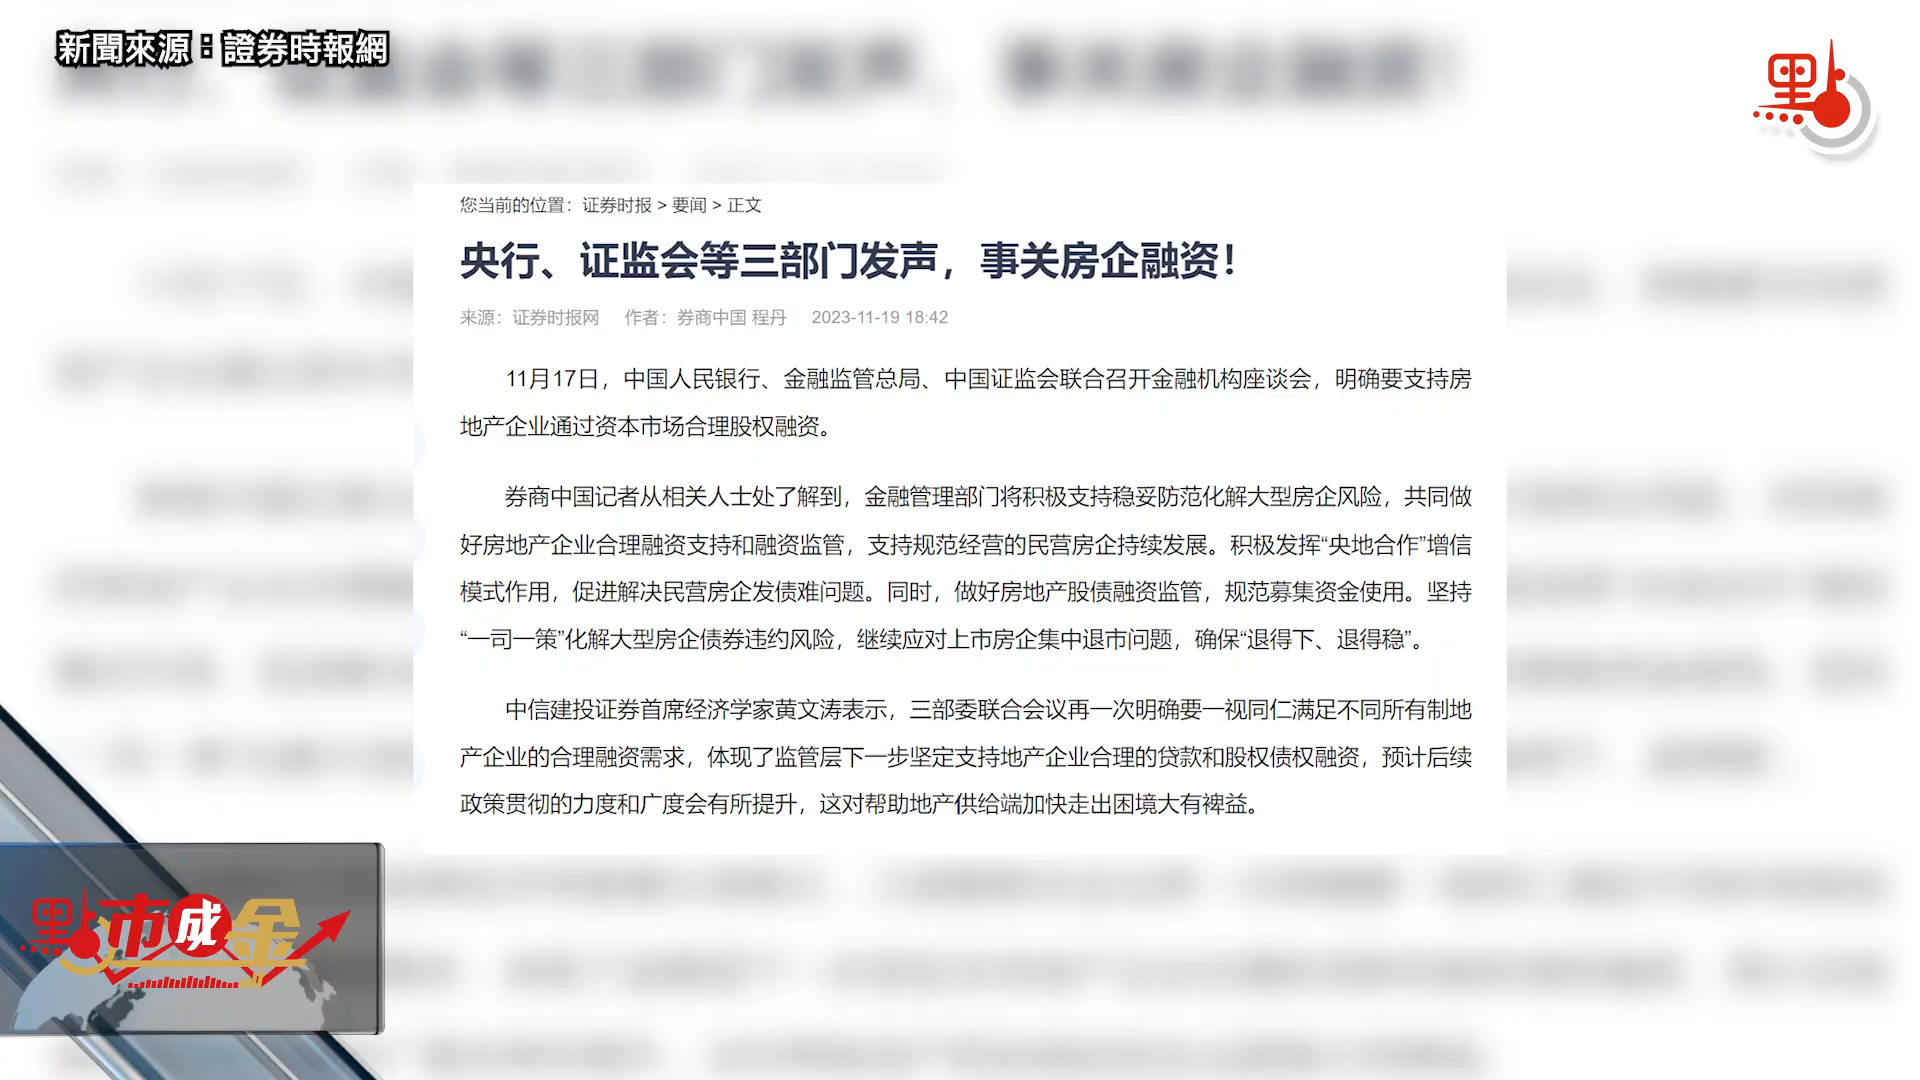 新聞來源：證券時報網
點
您当前的位置：证券时报 > 要闻 > 正文
央行、证监会等三部门发声，事关房企融资！
来源：证券时报网 作者：券商中国 程丹 2023-11-19 18:42
11月17日，中国人民银行、金融监管总局、中国证监会联合召开金融机构座谈会，明确要支持房
地产企业通过资本市场合理股权融资。
券商中国记者从相关人士处了解到，金融管理部门将积极支持稳妥防范化解大型房企风险，共同做
好房地产企业合理融资支持和融资监管，支持规范经营的民营房企持续发展。积极发挥“央地合作”增信
模式作用，促进解决民营房企发债难问题。同时，做好房地产股债融资监管，规范募集资金使用。坚持
“一司一策”化解大型房企债券违约风险，继续应对上市房企集中退市问题，确保“退得下、退得稳”。
中信建投证券首席经济学家黄文涛表示，三部委联合会议再一次明确要一视同仁满足不同所有制地
产企业的合理融资需求，体现了监管层下一步坚定支持地产企业合理的贷款和股权债权融资，预计后续
政策贯彻的力度和广度会有所提升，这对帮助地产供给端加快走出困境大有裨益。
點市成金